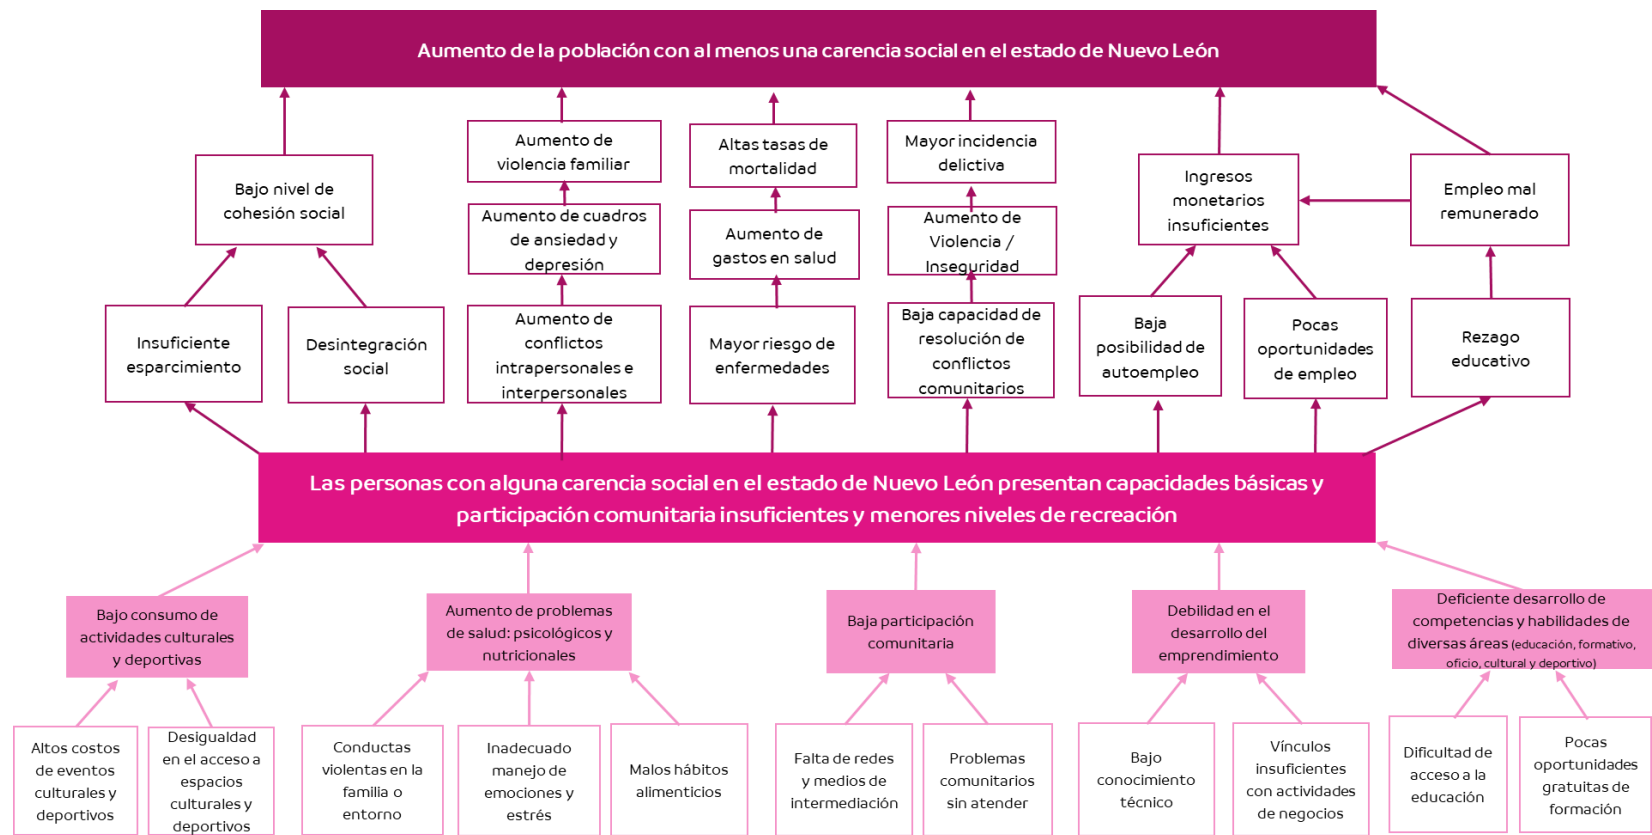 Aumento de la población con al menos una carencia social en el estado de Nuevo León
Aumento de
violencia familiar
Altas tasas de
mortalidad
Mayor incidencia
delictiva
Bajo nivel de
cohesión social
Ingresos
monetarios
insuficientes
Empleo mal
remunerado
Aumento de cuadros
de ansiedad y
depresión
Aumento de
gastos en salud
Aumento de
Violencia /
Inseguridad
Insuficiente
esparcimiento
Desintegración
social
Aumento de
conflictos
intrapersonales e
interpersonales
Mayor riesgo de
enfermedades
Baja capacidad de
resolución de
conflictos
comunitarios
Baja
posibilidad de
autoempleo
Pocas
oportunidades
de empleo
Rezago
educativo
Las personas con alguna carencia social en el estado de Nuevo León presentan capacidades básicas y
participación comunitaria insuficientes y menores niveles de recreación
Bajo consumo de
actividades culturales
y deportivas
Aumento de problemas
de salud: psicológicos y
nutricionales
Baja participación
comunitaria
Debilidad en el
desarrollo del
emprendimiento
Deficiente desarrollo de
competencias y habilidades de
diversas áreas (educación, formativo,
oficio, cultural y deportivo)
Altos costos
de eventos
culturales y
deportivos
Desigualdad
en el acceso a
espacios
culturales y
deportivos
Conductas
violentas en la
familia o
entorno
Inadecuado
manejo de
emociones y
estrés
Malos hábitos
alimenticios
Falta de redes
y medios de
intermediación
Problemas
comunitarios
sin atender
Bajo
conocimiento
técnico
Vínculos
insuficientes
con actividades
de negocios
Dificultad de
acceso a la
educación
Pocas
oportunidades
gratuitas de
formación